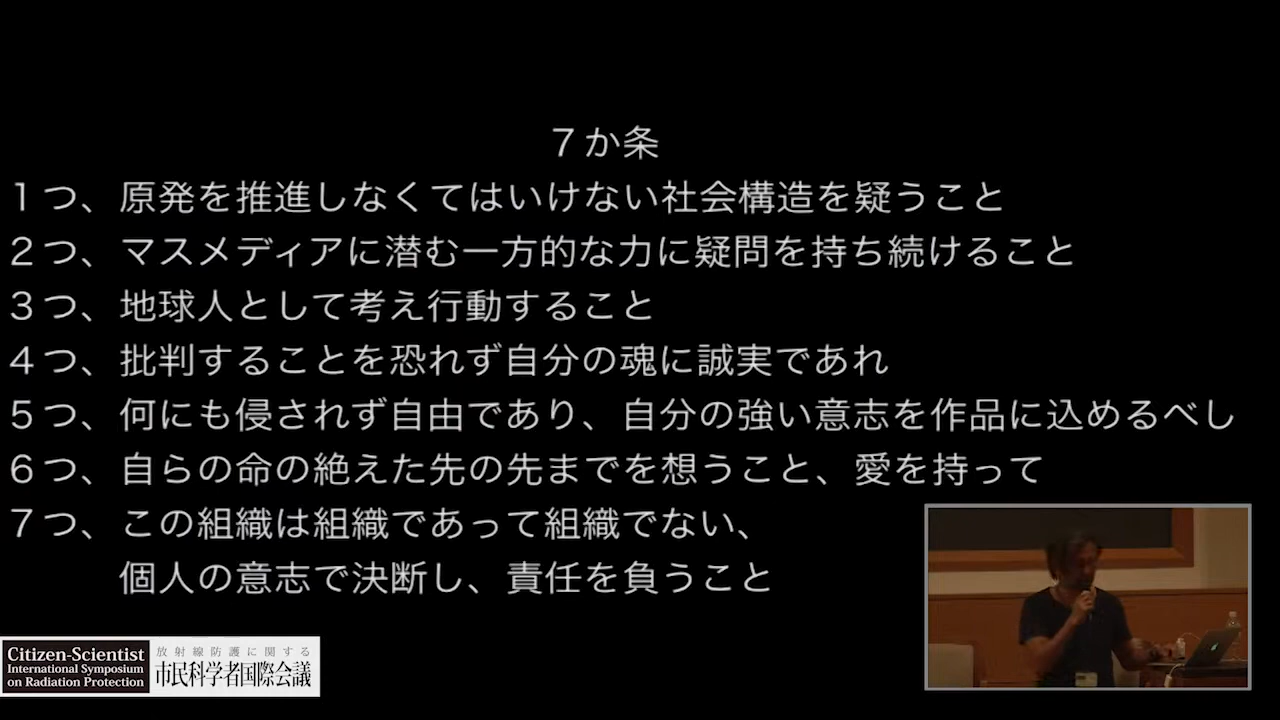 ７か条
１つ、原発を推進しなくてはいけない社会構造を疑うこと
２つ、マスメディアに潜む一方的な力に疑問を持ち続けること
３つ、地球人として考え行動すること
４つ、批判することを恐れず自分の魂に誠実であれ
５つ、何にも侵されず自由であり、自分の強い意志を作品に込めるべし
６つ、自らの命の絶えた先の先までを想うこと、愛を持って
７つ、この組織は組織であって組織でない、
個人の意志で決断し、責任を負うこと
Citizen-Scientist
International Symposium
on Radiation Protection
放射線防護に関する
市民科学者国際会議